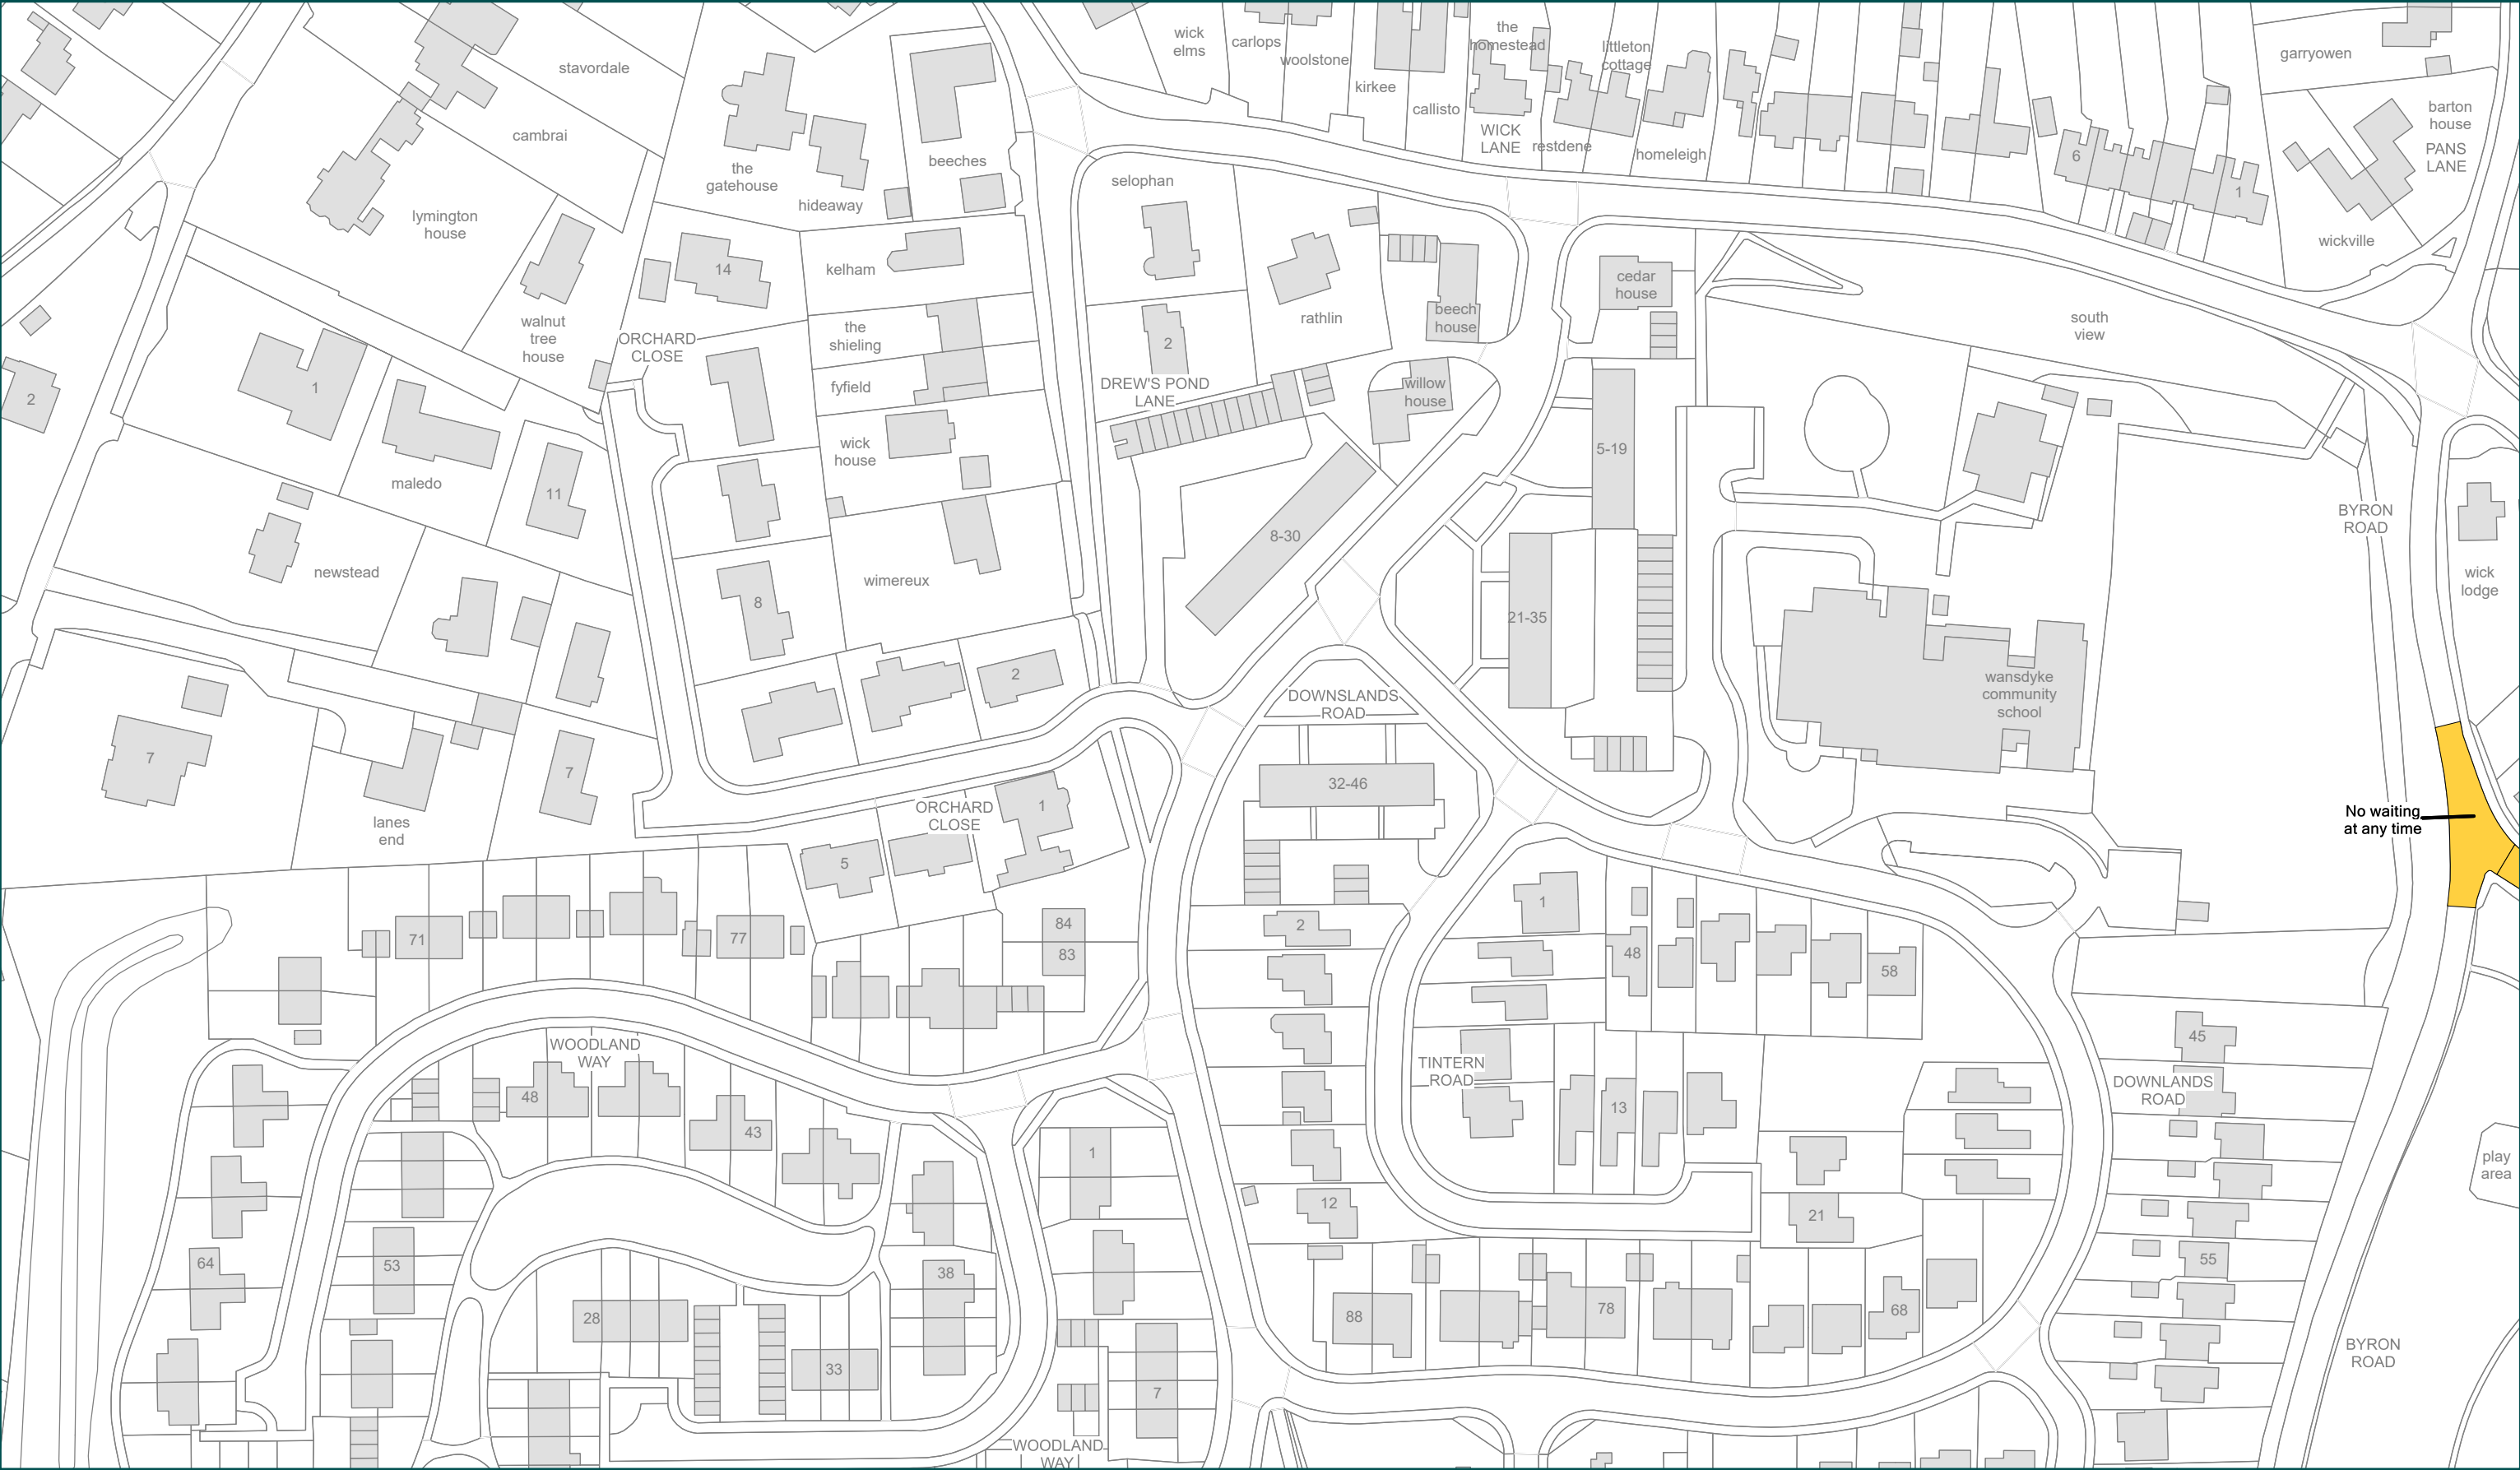 stavordale
cambrai
lymington
house
walnut
tree
house
the
gatehouse
hideaway
beeches
wick
elms
carlops
woolstone
kirkee
callisto
the
homestead
WICK
LANE
restdene
littleton
cottage
homeleigh
6
1
garryowen
barton
house
PANS
LANE
wickville
selophan
14
kelham
the
shieling
fyfield
wick
house
wimereux
ORCHARD
CLOSE
rathlin
2
DREW'S POND
LANE
beech
house
willow
house
cedar
house
south
view
2
1
maledo
11
newstead
8
2
8-30
5-19
21-35
BYRON
ROAD
wick
lodge
wansdyke
community
school
DOWNSLANDS
ROAD
32-46
7
lanes
end
7
ORCHARD
CLOSE
1
5
No waiting
at any time
71
77
84
83
2
1
48
58
WOODLAND
WAY
48
43
TINTERN
ROAD
13
45
DOWNLANDS
ROAD
play
area
1
12
21
64
53
38
55
28
33
88
78
68
7
BYRON
ROAD
WOODLAND
WAY